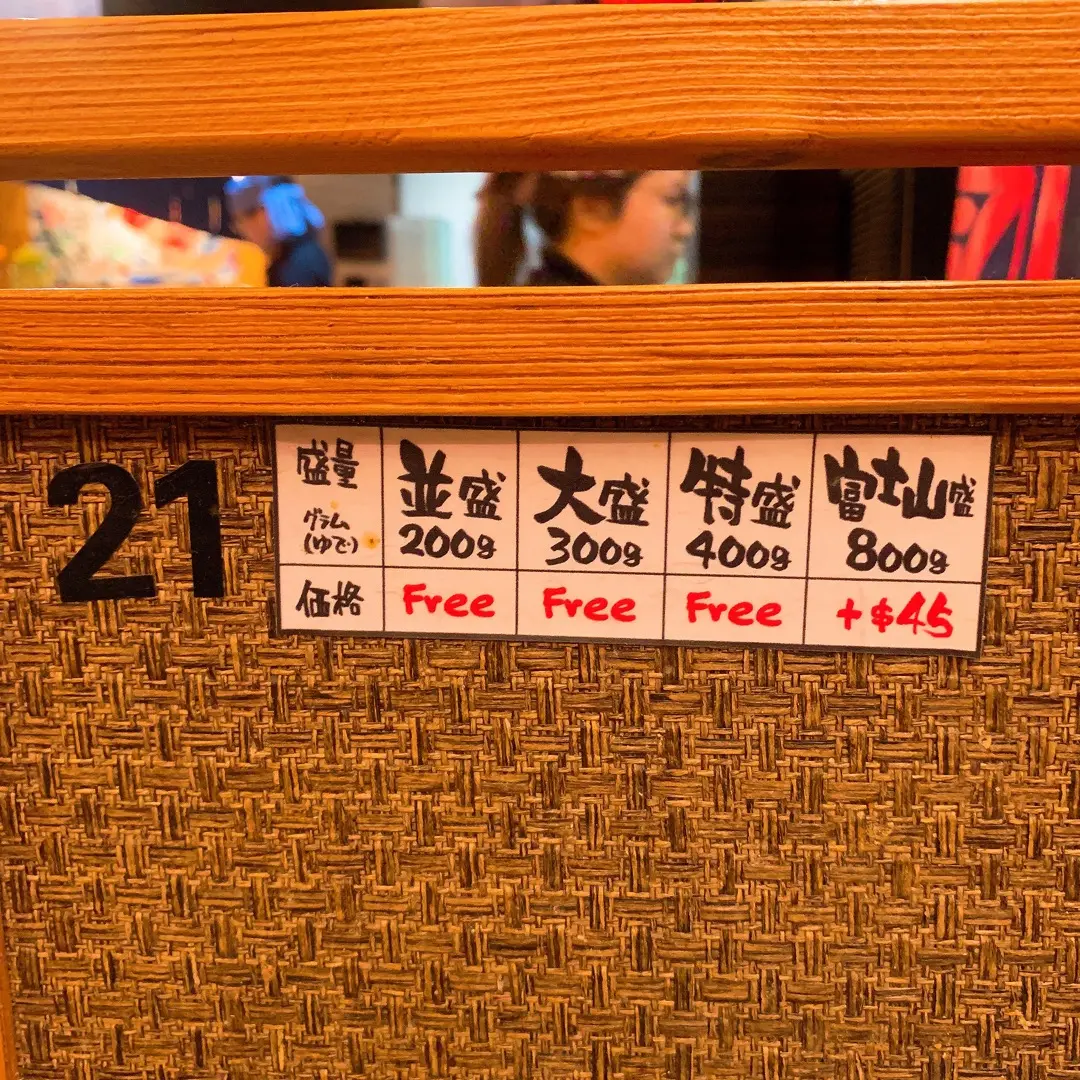 21
盛量 並盛 大盛 特盛 富士山盛
グラム(ゆで) 200g 300g 400g 800g
価格 Free Free Free +$45